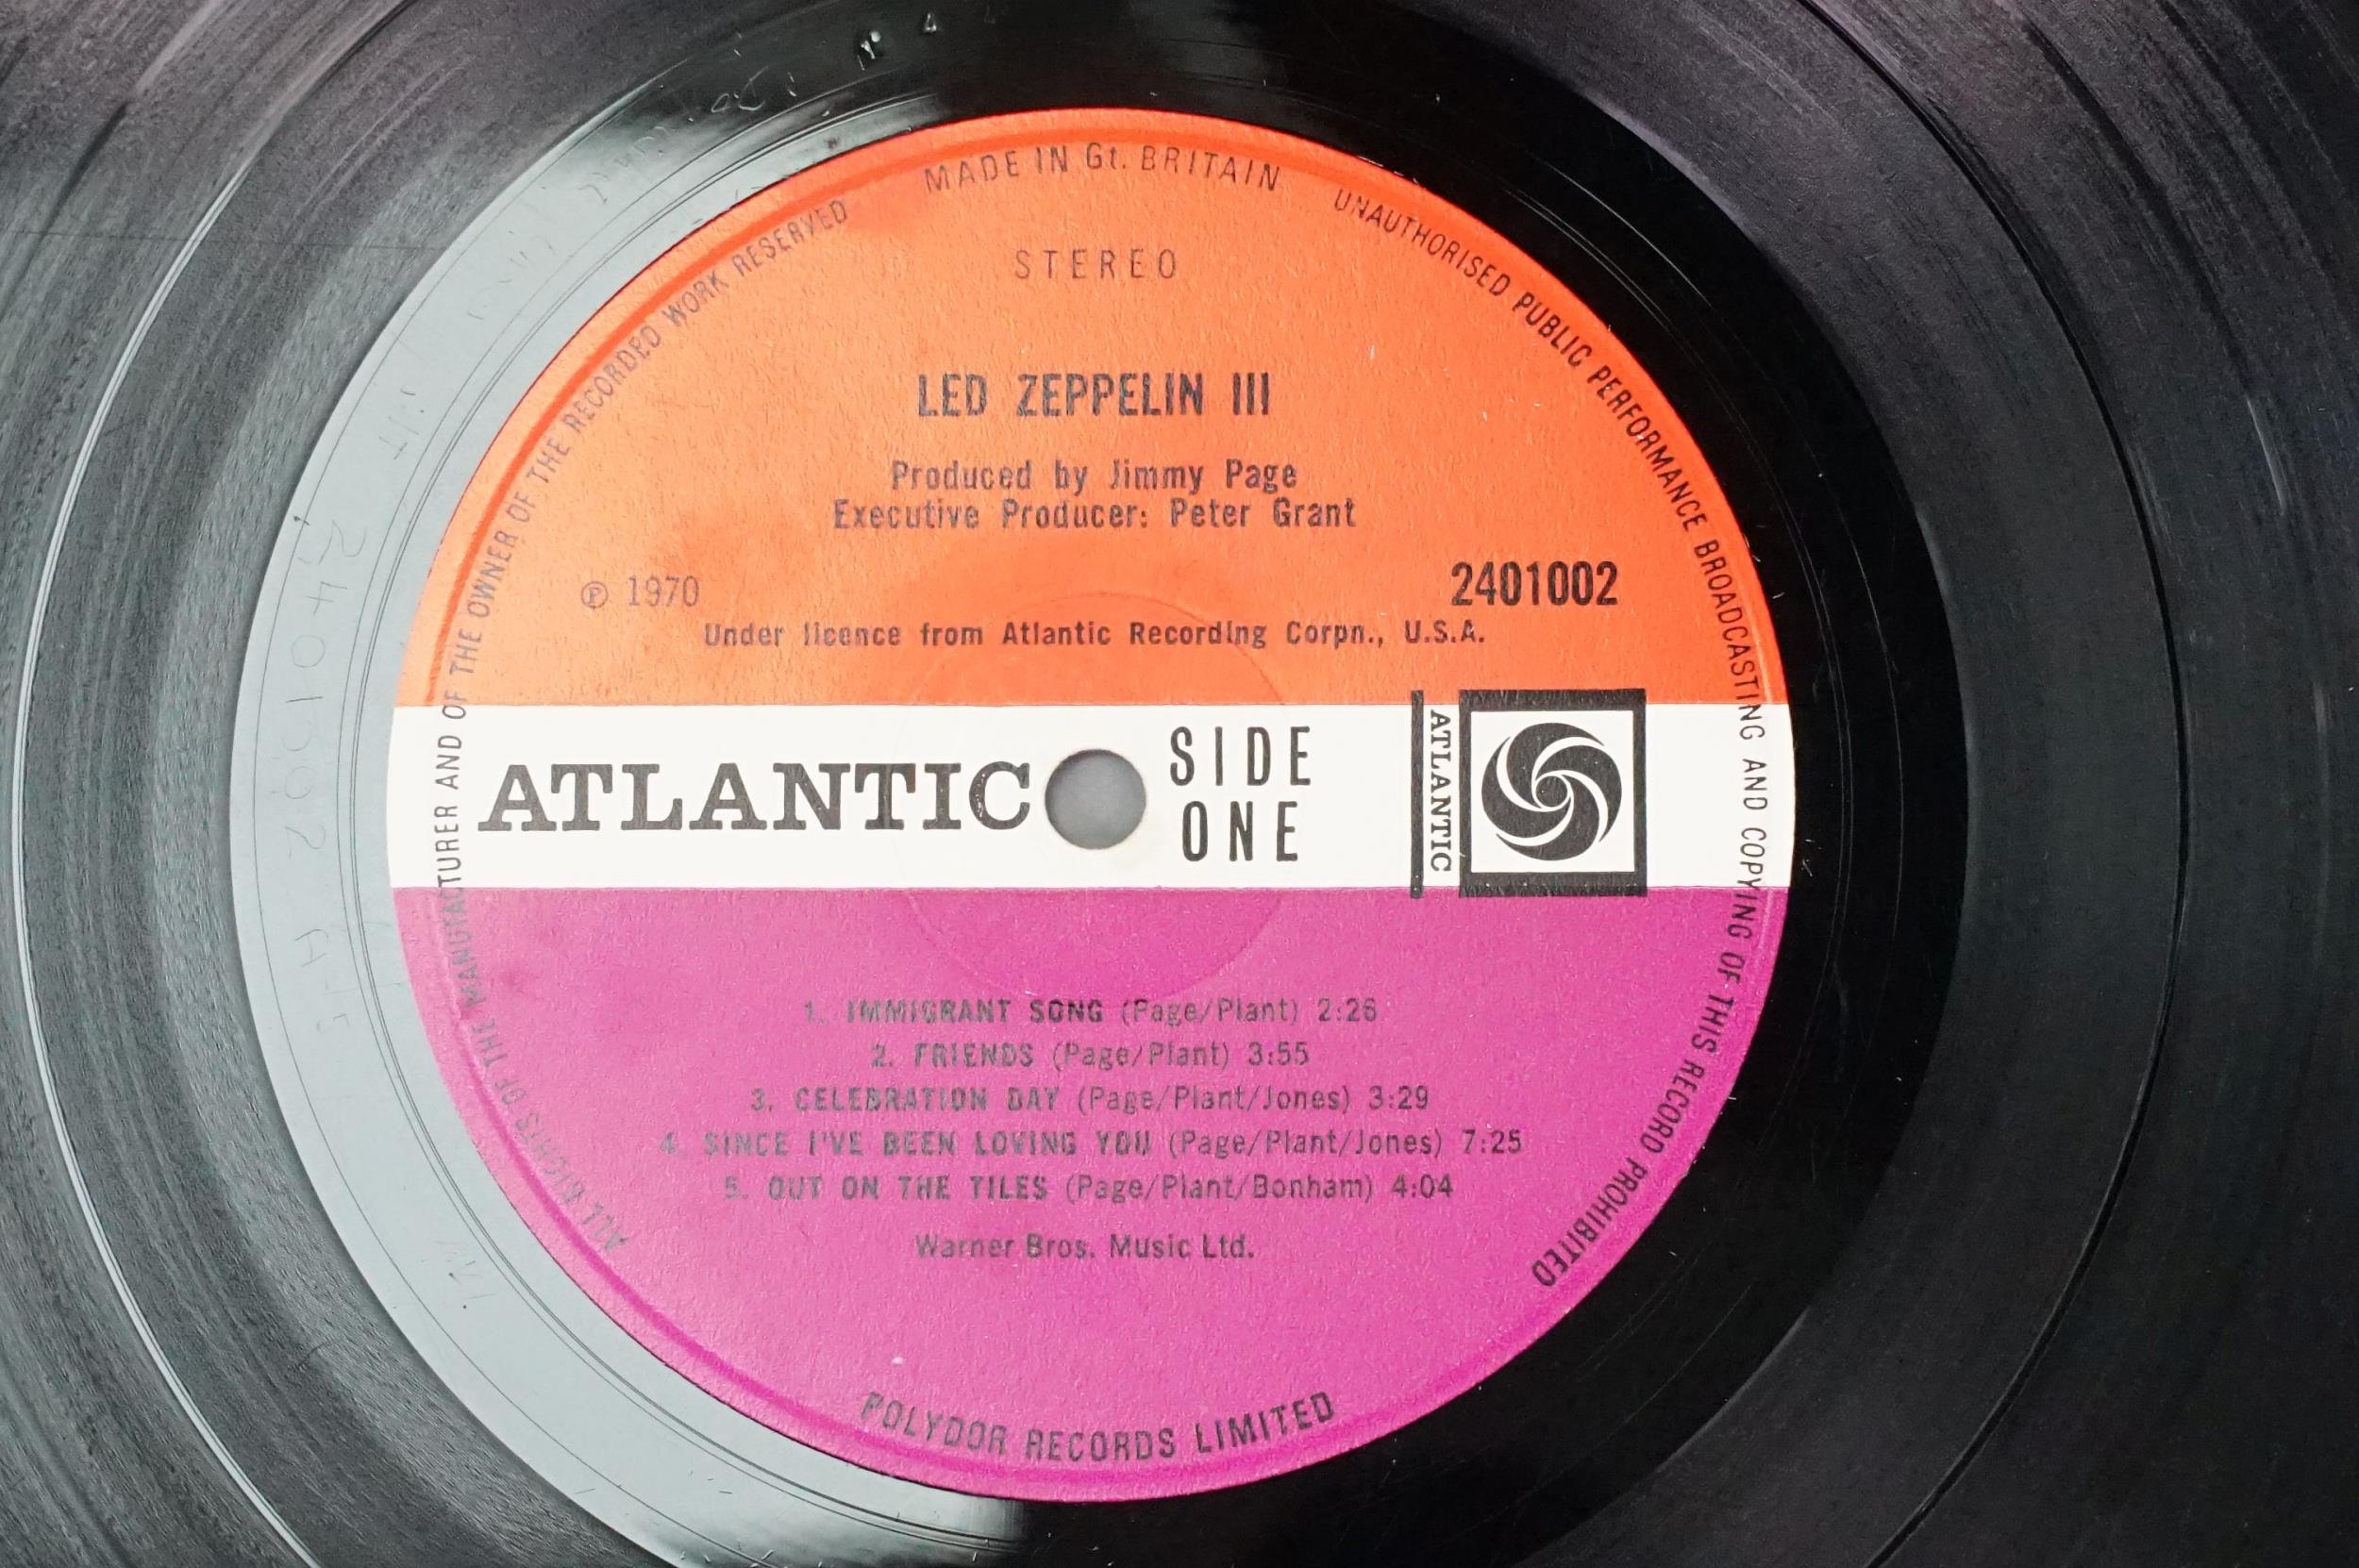 MADE IN Gt. BRITAIN
UNAUTHORISED PUBLIC PERFORMANCE BROADCASTING AND COPYING OF THIS RECORD PROHIBITED
ALL RIGHTS OF THE MANUFACTURER AND OF THE OWNER OF THE RECORDED WORK RESERVED
STEREO
LED ZEPPELIN III
Produced by Jimmy Page
Executive Producer: Peter Grant
℗ 1970
2401002
Under licence from Atlantic Recording Corpn., U.S.A.
ATLANTIC
SIDE
ONE
ATLANTIC
1. IMMIGRANT SONG (Page/Plant) 2:26
2. FRIENDS (Page/Plant) 3:55
3. CELEBRATION DAY (Page/Plant/Jones) 3:29
4. SINCE I'VE BEEN LOVING YOU (Page/Plant/Jones) 7:25
5. OUT ON THE TILES (Page/Plant/Bonham) 4:04
Warner Bros. Music Ltd.
POLYDOR RECORDS LIMITED
2401002 A-5